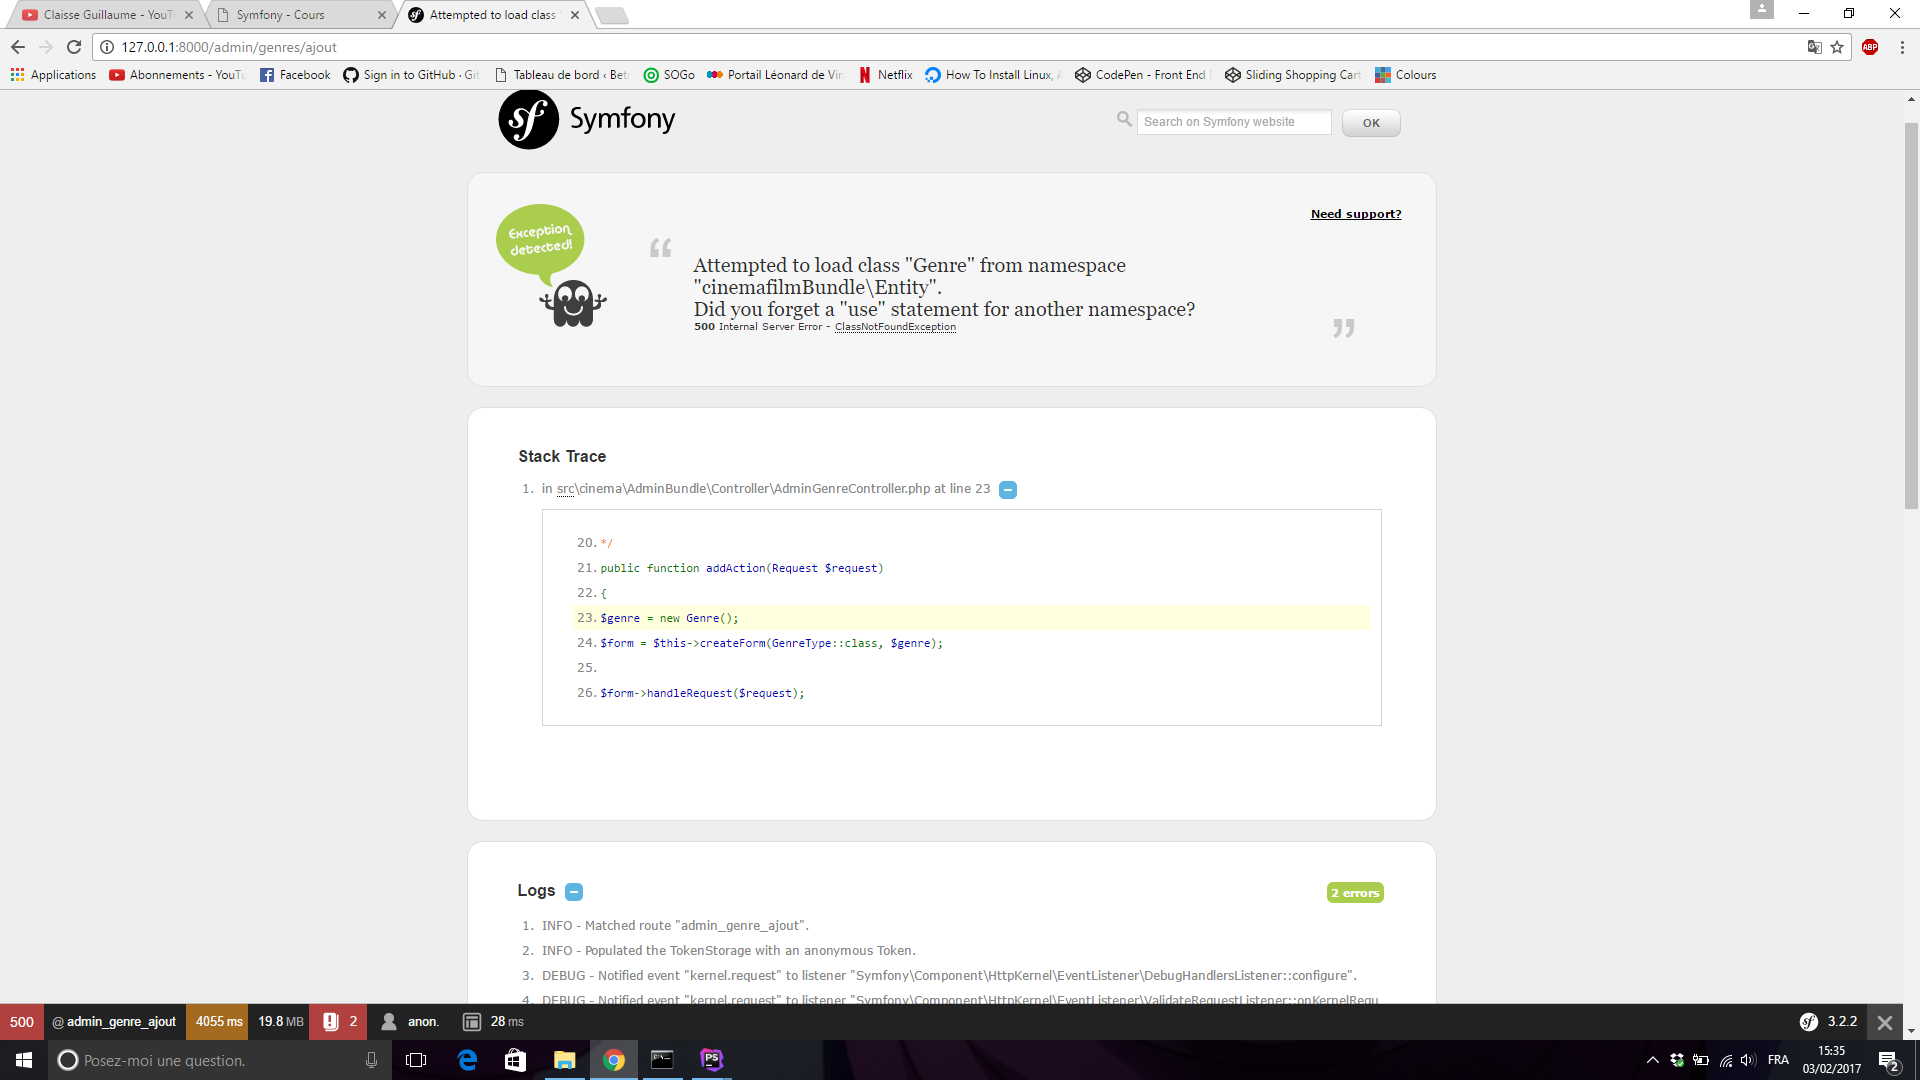 Claisse Guillaume - YouT
Symfony - Cours
Attempted to load class
127.0.0.1:8000/admin/genres/ajout
ABP
Applications
Abonnements - YouTu
Facebook
Sign in to GitHub · Git
Tableau de bord ‹ Bet
SOGo
Portail Léonard de Vin
Netflix
How To Install Linux, A
CodePen - Front End
Sliding Shopping Cart
Colours
sf Symfony
Search on Symfony website
OK
Need support?
Exception
detected!
“
Attempted to load class "Genre" from namespace
"cinemafilmBundle\Entity".
Did you forget a "use" statement for another namespace?
500 Internal Server Error - ClassNotFoundException
”
Stack Trace
1. in src\cinema\AdminBundle\Controller\AdminGenreController.php at line 23
20. */
21. public function addAction(Request $request)
22. {
23. $genre = new Genre();
24. $form = $this->createForm(GenreType::class, $genre);
25.
26. $form->handleRequest($request);
Logs
2 errors
1. INFO - Matched route "admin_genre_ajout".
2. INFO - Populated the TokenStorage with an anonymous Token.
3. DEBUG - Notified event "kernel.request" to listener "Symfony\Component\HttpKernel\EventListener\DebugHandlersListener::configure".
4. DEBUG - Notified event "kernel.request" to listener "Symfony\Component\HttpKernel\EventListener\ValidateRequestListener::onKernelRequ
500 @ admin_genre_ajout 4055 ms 19.8 MB 2 anon. 28 ms sf 3.2.2
Posez-moi une question.
PS
FRA
15:35
03/02/2017
2